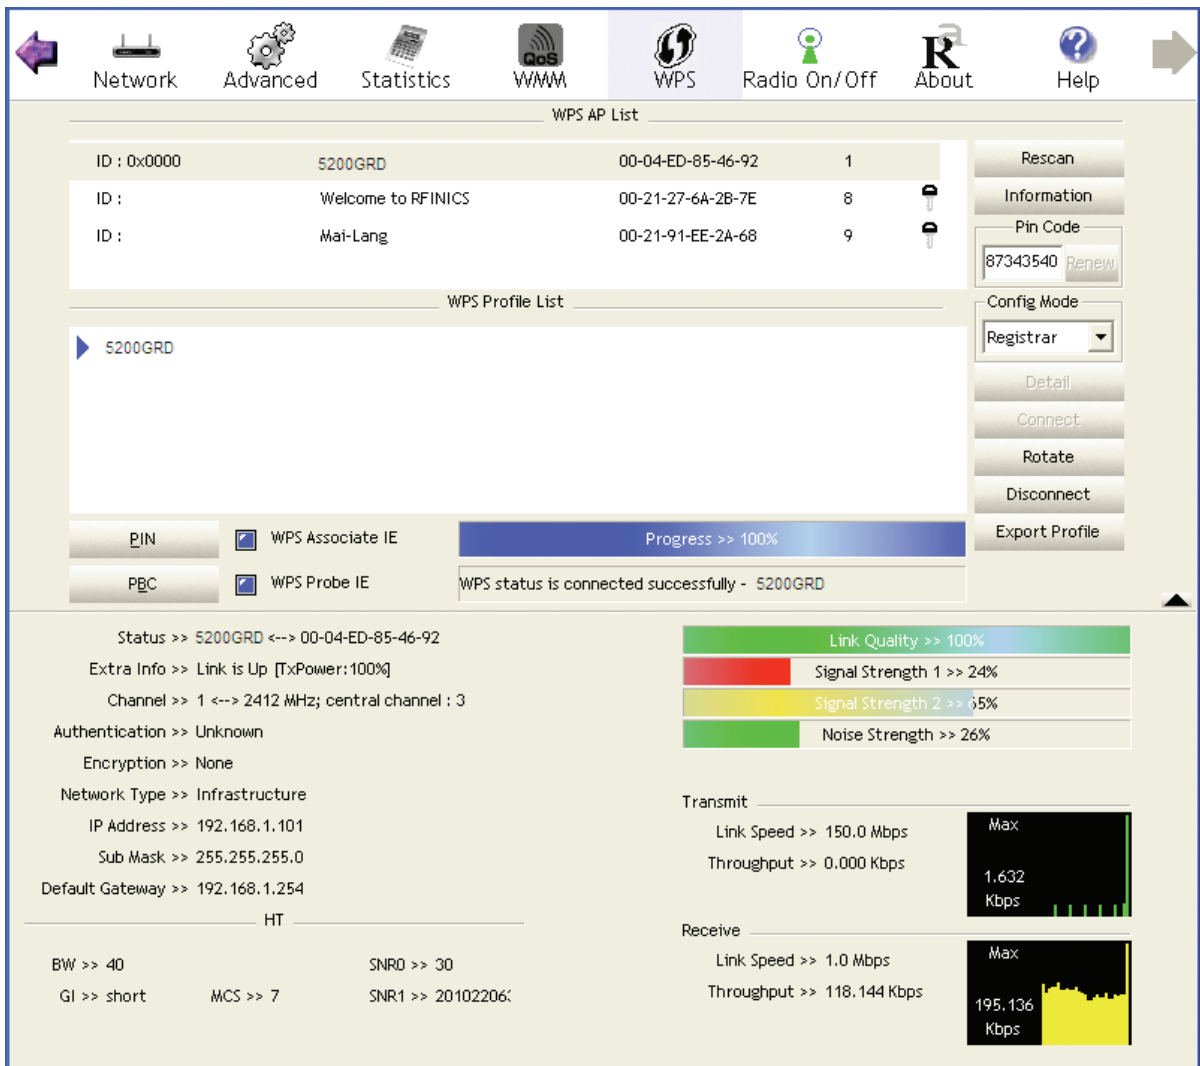 Network Advanced Statistics QoS WMM WPS Radio On/Off Ra About Help
WPS AP List
ID : 0x0000 5200GRD 00-04-ED-85-46-92 1
ID : Welcome to RFINICS 00-21-27-6A-2B-7E 8
ID : Mai-Lang 00-21-91-EE-2A-68 9
Rescan
Information
Pin Code
87343540 Renew
WPS Profile List
5200GRD
Config Mode
Registrar
Detail
Connect
Rotate
Disconnect
Export Profile
PIN WPS Associate IE Progress >> 100%
PBC WPS Probe IE WPS status is connected successfully - 5200GRD
Status >> 5200GRD <--> 00-04-ED-85-46-92
Extra Info >> Link is Up [TxPower:100%]
Channel >> 1 <--> 2412 MHz; central channel : 3
Authentication >> Unknown
Encryption >> None
Network Type >> Infrastructure
IP Address >> 192.168.1.101
Sub Mask >> 255.255.255.0
Default Gateway >> 192.168.1.254
HT
BW >> 40 SNR0 >> 30
GI >> short MCS >> 7 SNR1 >> 20102206
Link Quality >> 100%
Signal Strength 1 >> 24%
Signal Strength 2 >> 65%
Noise Strength >> 26%
Transmit
Link Speed >> 150.0 Mbps
Throughput >> 0.000 Kbps
Max
1.632
Kbps
Receive
Link Speed >> 1.0 Mbps
Throughput >> 118.144 Kbps
Max
195.136
Kbps